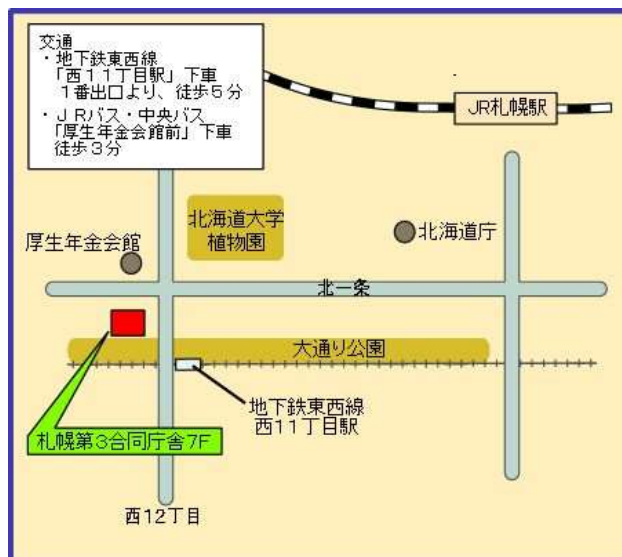 交通
・地下鉄東西線
「西11丁目駅」下車
1番出口より、徒歩5分
・JRバス・中央バス
「厚生年金会館前」下車
徒歩3分
JR札幌駅
北海道大学
植物園
北海道庁
厚生年金会館
北一条
大通り公園
地下鉄東西線
西11丁目駅
札幌第3合同庁舎7F
西12丁目